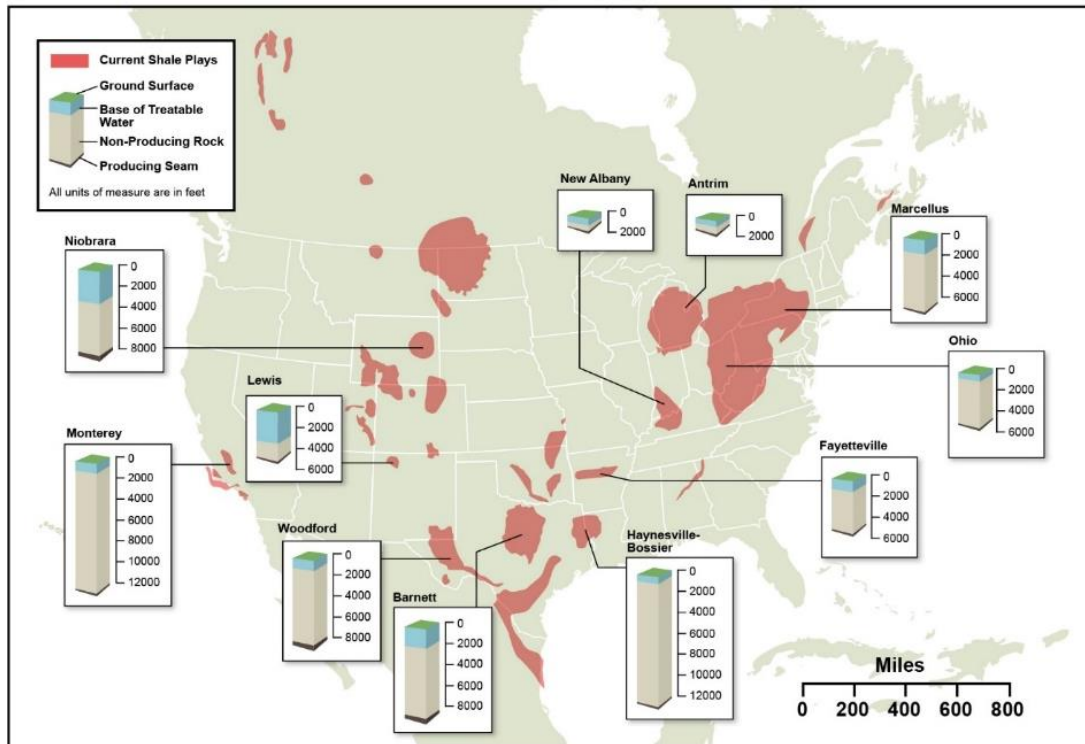 Current Shale Plays
Ground Surface
Base of Treatable
Water
Non-Producing Rock
Producing Seam
All units of measure are in feet
New Albany
0
2000
Antrim
0
2000
Marcellus
0
2000
4000
6000
Niobrara
0
2000
4000
6000
8000
Ohio
0
2000
4000
6000
Lewis
0
2000
4000
6000
Monterey
0
2000
4000
6000
8000
10000
12000
Fayetteville
0
2000
4000
6000
Woodford
0
2000
4000
6000
8000
Haynesville-
Bossier
0
2000
4000
6000
8000
10000
12000
Barnett
0
2000
4000
6000
8000
Miles
0 200 400 600 800